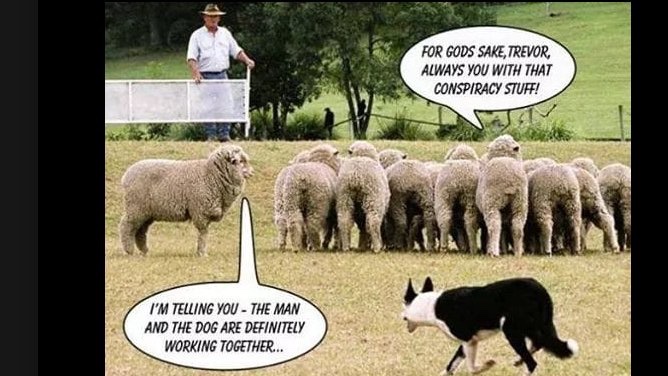 FOR GODS SAKE,TREVOR,
ALWAYS YOU WITH THAT
CONSPIRACY STUFF!
I'M TELLING YOU - THE MAN
AND THE DOG ARE DEFINITELY
WORKING TOGETHER...